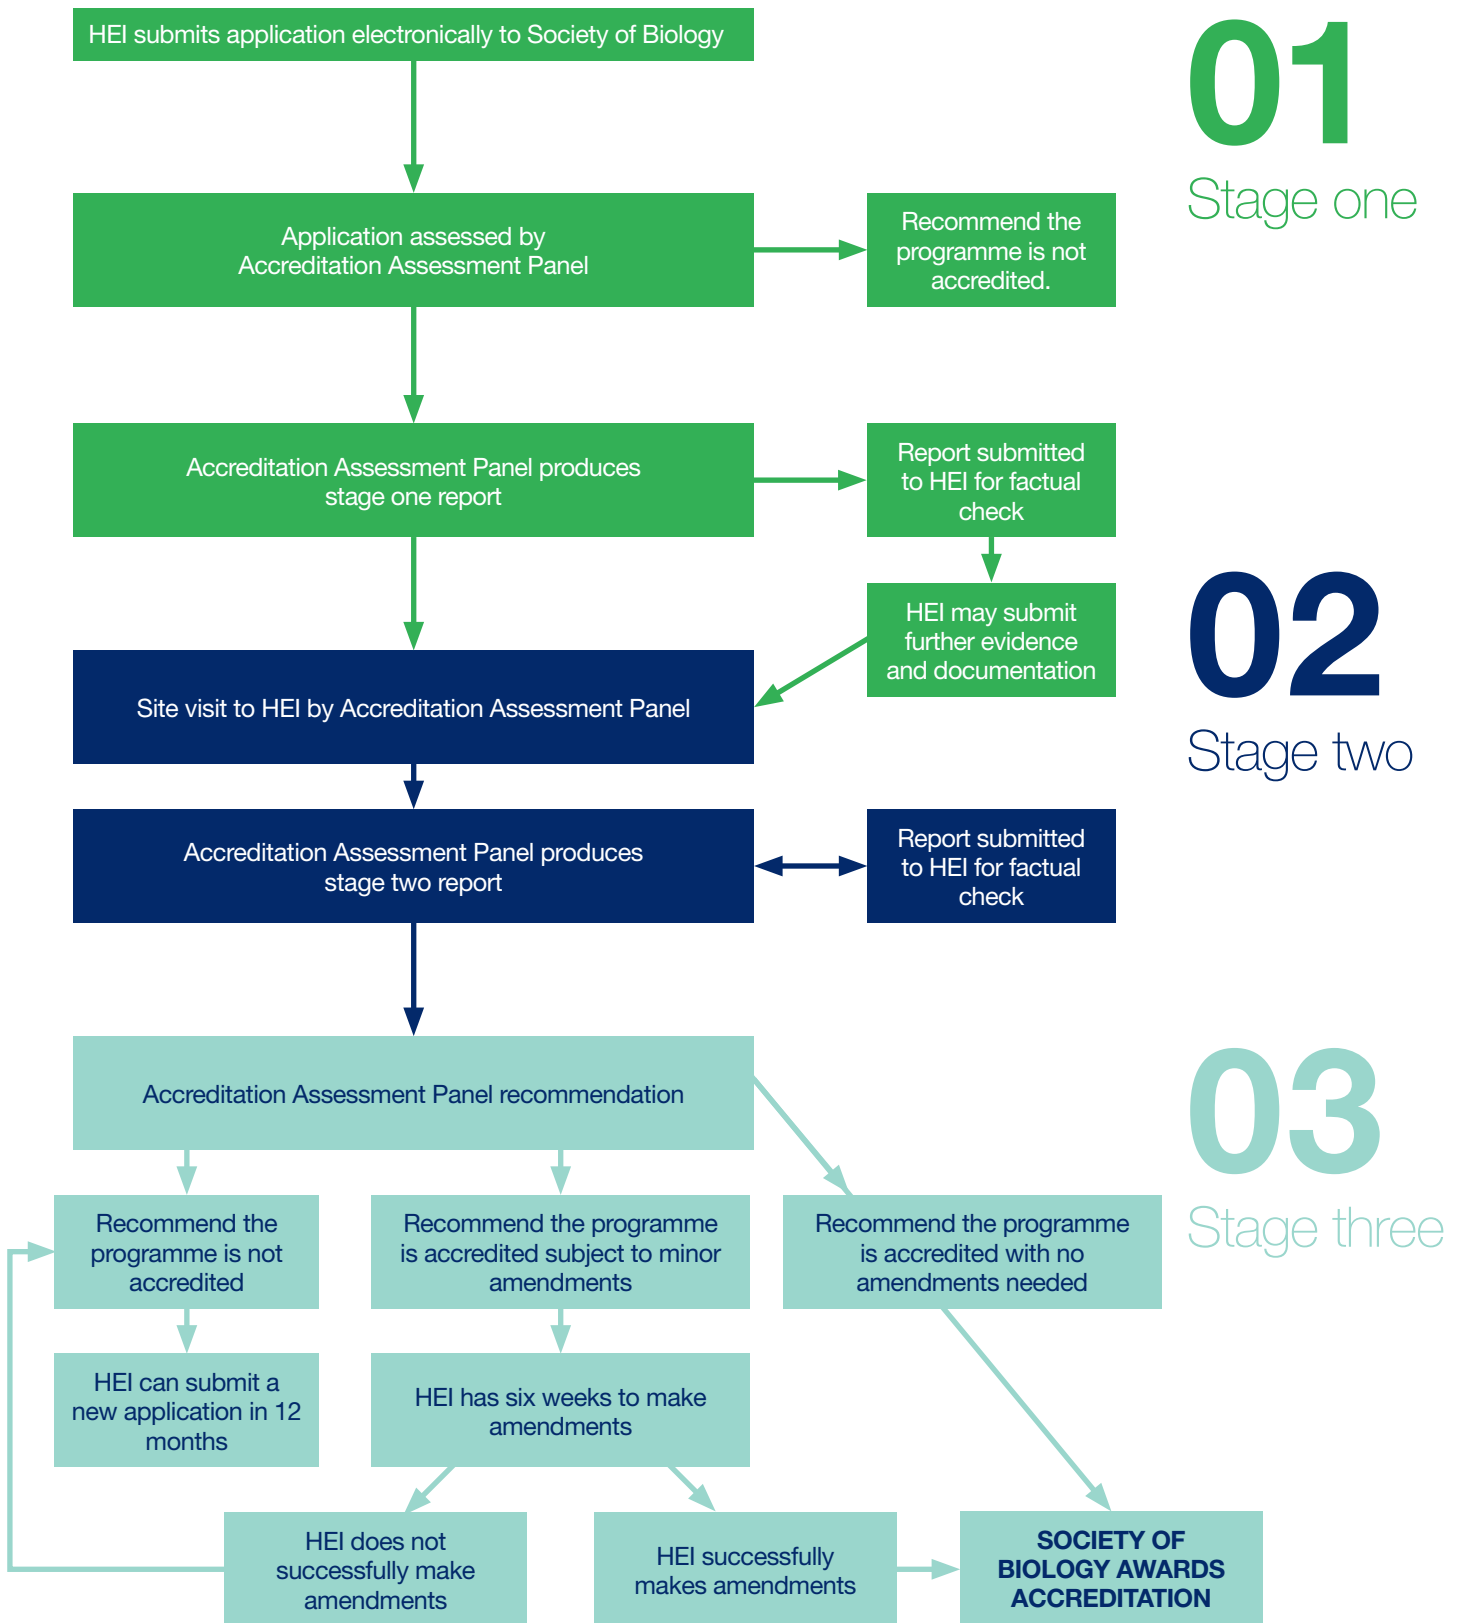 HEI submits application electronically to Society of Biology
01
Stage one
Application assessed by
Accreditation Assessment Panel
Recommend the
programme is not
accredited.
Accreditation Assessment Panel produces
stage one report
Report submitted
to HEI for factual
check
HEI may submit
further evidence
and documentation
02
Stage two
Site visit to HEI by Accreditation Assessment Panel
Accreditation Assessment Panel produces
stage two report
Report submitted
to HEI for factual
check
03
Stage three
Accreditation Assessment Panel recommendation
Recommend the
programme is not
accredited
Recommend the programme
is accredited subject to minor
amendments
Recommend the programme
is accredited with no
amendments needed
HEI can submit a
new application in 12
months
HEI has six weeks to make
amendments
HEI does not
successfully make
amendments
HEI successfully
makes amendments
SOCIETY OF
BIOLOGY AWARDS
ACCREDITATION